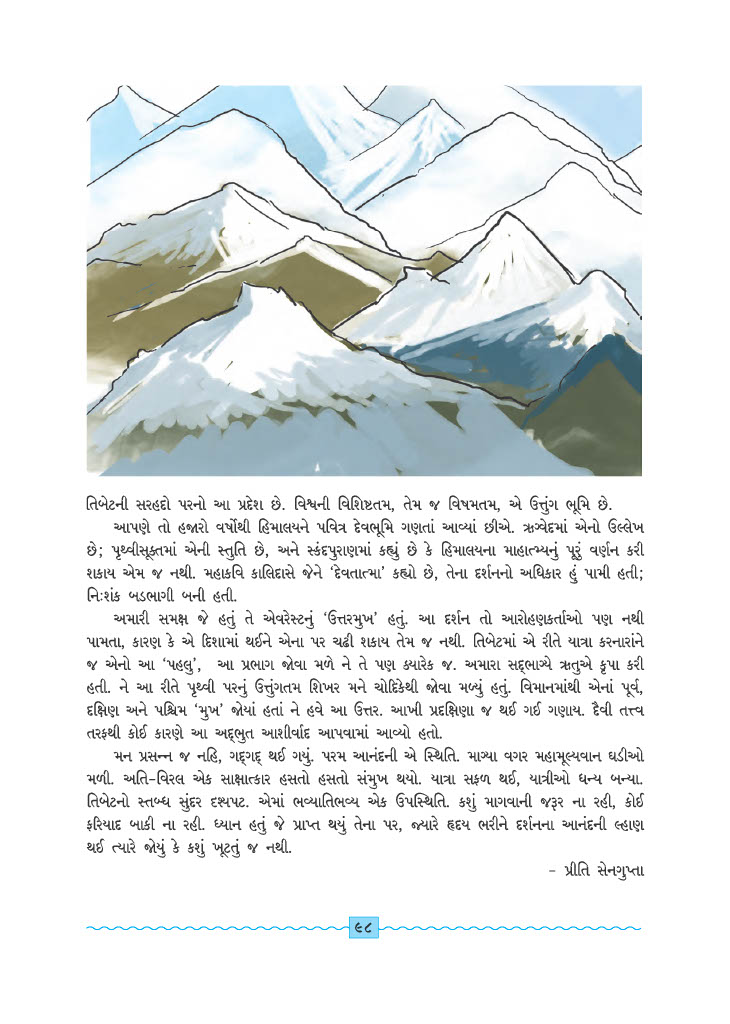 તિબેટની સરહદો પરનો આ પ્રદેશ છે. વિશ્વની વિશિષ્ટતમ, તેમ જ વિષમતમ, એ ઉત્તુંગ ભૂમિ છે.
આપણે તો હજારો વર્ષોથી હિમાલયને પવિત્ર દેવભૂમિ ગણતાં આવ્યાં છીએ. ઋગ્વેદમાં એનો ઉલ્લેખ
છે; પૃથ્વીસૂક્તમાં એની સ્તુતિ છે, અને સ્કંદપુરાણમાં કહ્યું છે કે હિમાલયના માહાત્મ્યનું પૂરું વર્ણન કરી
શકાય એમ જ નથી. મહાકવિ કાલિદાસે જેને ‘દેવતાત્મા’ કહ્યો છે, તેના દર્શનનો અધિકાર હું પામી હતી;
નિઃશંક બડભાગી બની હતી.
અમારી સમક્ષ જે હતું તે એવરેસ્ટનું ‘ઉત્તરમુખ’ હતું. આ દર્શન તો આરોહણકર્તાઓ પણ નથી
પામતા, કારણ કે એ દિશામાં થઈને એના પર ચઢી શકાય તેમ જ નથી. તિબેટમાં એ રીતે યાત્રા કરનારાંને
જ એનો આ ‘પહલુ’, આ પ્રભાગ જોવા મળે ને તે પણ ક્યારેક જ. અમારા સદ્ભાગ્યે ઋતુએ કૃપા કરી
હતી. ને આ રીતે પૃથ્વી પરનું ઉત્તુંગતમ શિખર મને ચોદિકેથી જોવા મળ્યું હતું. વિમાનમાંથી એનાં પૂર્વ,
દક્ષિણ અને પશ્ચિમ ‘મુખ’ જોયાં હતાં ને હવે આ ઉત્તર. આખી પ્રદક્ષિણા જ થઈ ગઈ ગણાય. દૈવી તત્ત્વ
તરફથી કોઈ કારણે આ અદ્ભુત આશીર્વાદ આપવામાં આવ્યો હતો.
મન પ્રસન્ન જ નહિ, ગદ્ગદ્ થઈ ગયું. પરમ આનંદની એ સ્થિતિ. માગ્યા વગર મહામૂલ્યવાન ઘડીઓ
મળી. અતિ-વિરલ એક સાક્ષાત્કાર હસતો હસતો સંમુખ થયો. યાત્રા સફળ થઈ, યાત્રીઓ ધન્ય બન્યા.
તિબેટનો સ્તબ્ધ સુંદર દૃશ્યપટ. એમાં ભવ્યાતિભવ્ય એક ઉપસ્થિતિ. કશું માગવાની જરૂર ના રહી, કોઈ
ફરિયાદ બાકી ના રહી. ધ્યાન હતું જે પ્રાપ્ત થયું તેના પર, જ્યારે હૃદય ભરીને દર્શનના આનંદની લ્હાણ
થઈ ત્યારે જોયું કે કશું ખૂટતું જ નથી.
– પ્રીતિ સેનગુપ્તા
૯૮